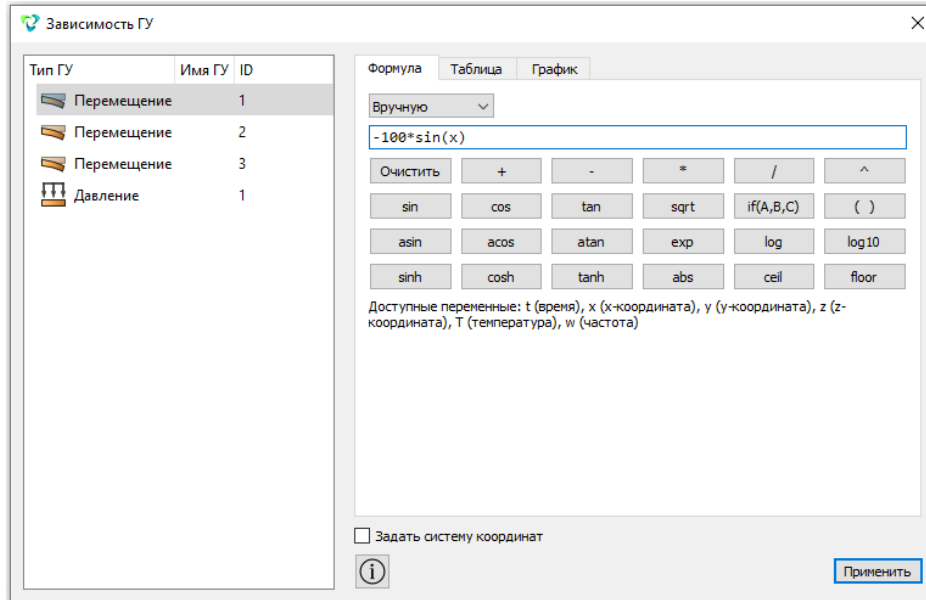 Зависимость ГУ
Тип ГУ Имя ГУ ID
Перемещение 1
Перемещение 2
Перемещение 3
Давление 1
Формула Таблица График
Вручную
-100*sin(x)
Очистить + - * / ^
sin cos tan sqrt if(A,B,C) ( )
asin acos atan exp log log10
sinh cosh tanh abs ceil floor
Доступные переменные: t (время), x (x-координата), y (y-координата), z (z-
координата), T (температура), w (частота)
Задать систему координат
Применить